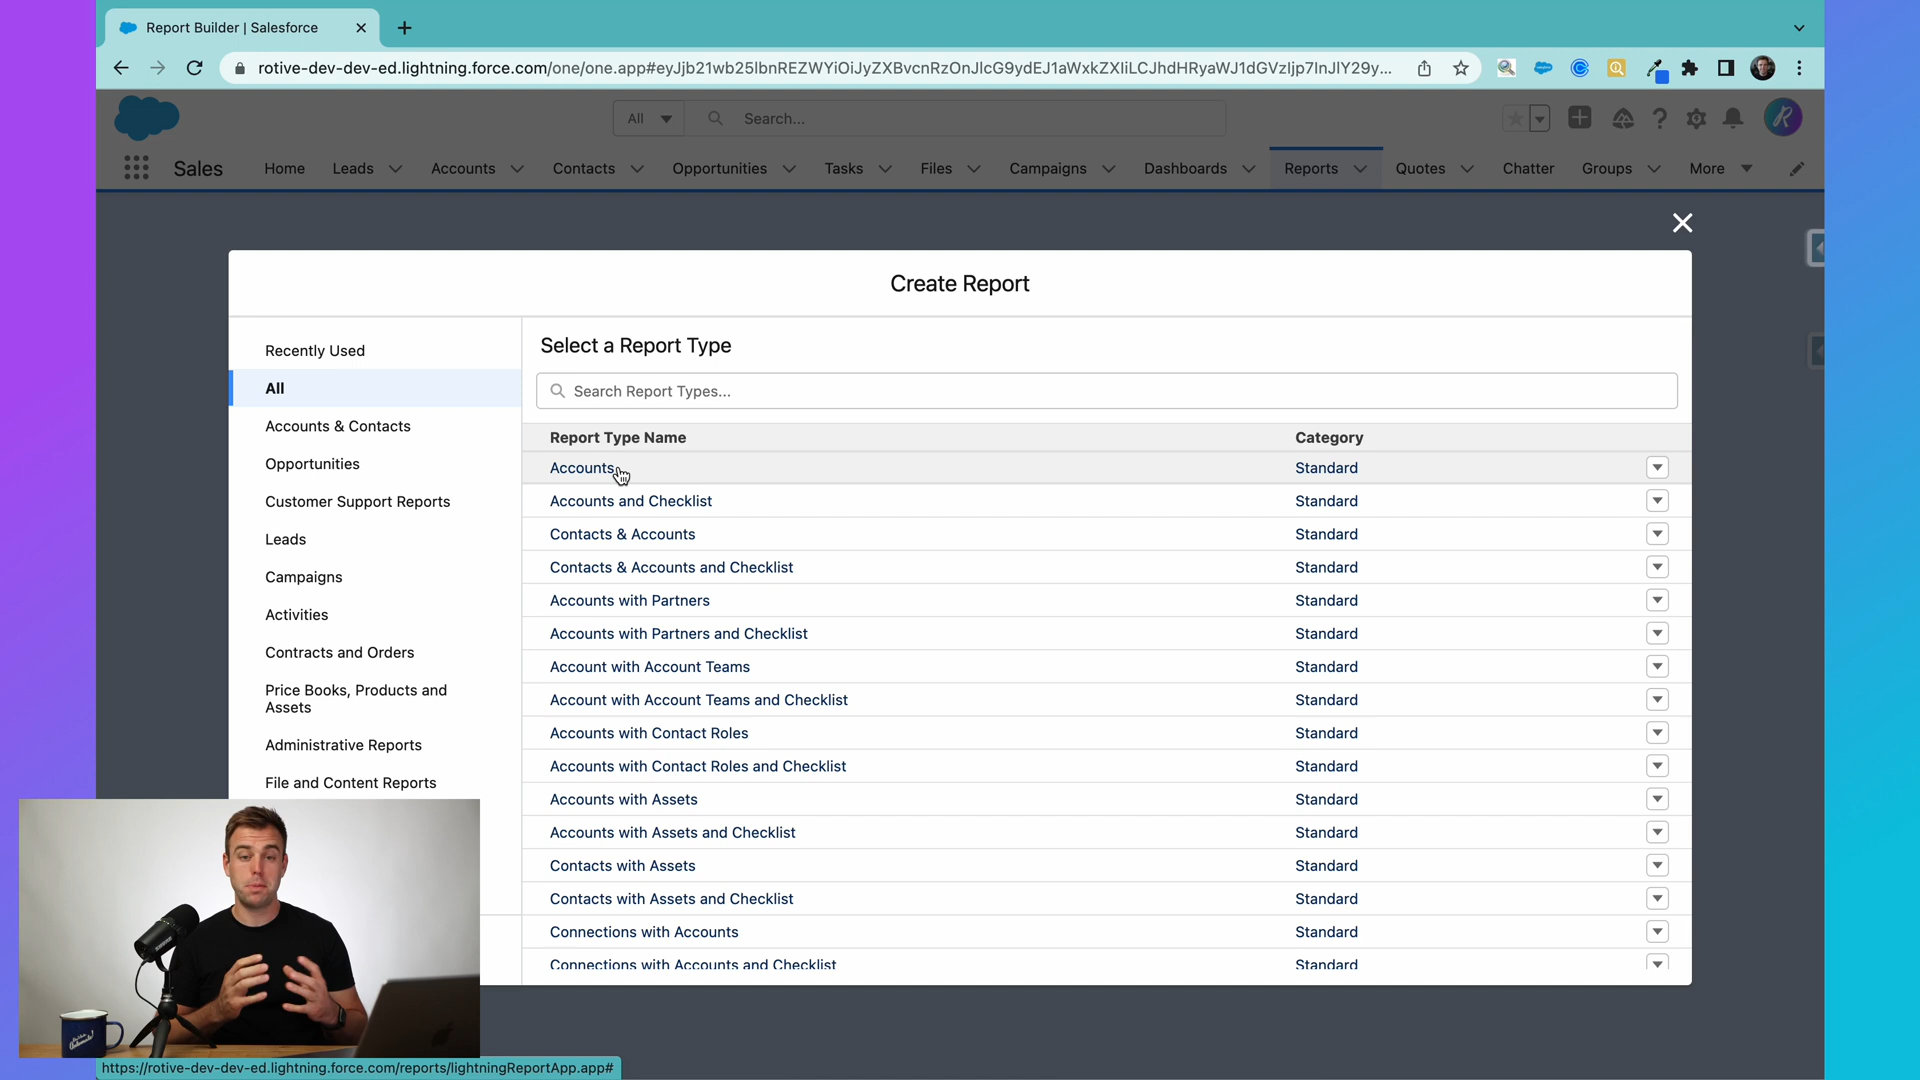 Report Builder | Salesforce
rotive-dev-dev-ed.lightning.force.com/one/one.app#eyJjb21wb25lbnREZWYiOiJyZXBvcnRzOnJlcG9ydEJ1aWxkZXIiLCJhdHRyaWJ1dGVzIjp7InJlY29y...
All
Search...
Sales
Home
Leads
Accounts
Contacts
Opportunities
Tasks
Files
Campaigns
Dashboards
Reports
Quotes
Chatter
Groups
More
Create Report
Recently Used
All
Accounts & Contacts
Opportunities
Customer Support Reports
Leads
Campaigns
Activities
Contracts and Orders
Price Books, Products and
Assets
Administrative Reports
File and Content Reports
Select a Report Type
Search Report Types...
Report Type Name Category
Accounts Standard
Accounts and Checklist Standard
Contacts & Accounts Standard
Contacts & Accounts and Checklist Standard
Accounts with Partners Standard
Accounts with Partners and Checklist Standard
Account with Account Teams Standard
Account with Account Teams and Checklist Standard
Accounts with Contact Roles Standard
Accounts with Contact Roles and Checklist Standard
Accounts with Assets Standard
Accounts with Assets and Checklist Standard
Contacts with Assets Standard
Contacts with Assets and Checklist Standard
Connections with Accounts Standard
Connections with Accounts and Checklist Standard
https://rotive-dev-dev-ed.lightning.force.com/reports/lightningReportApp.app#